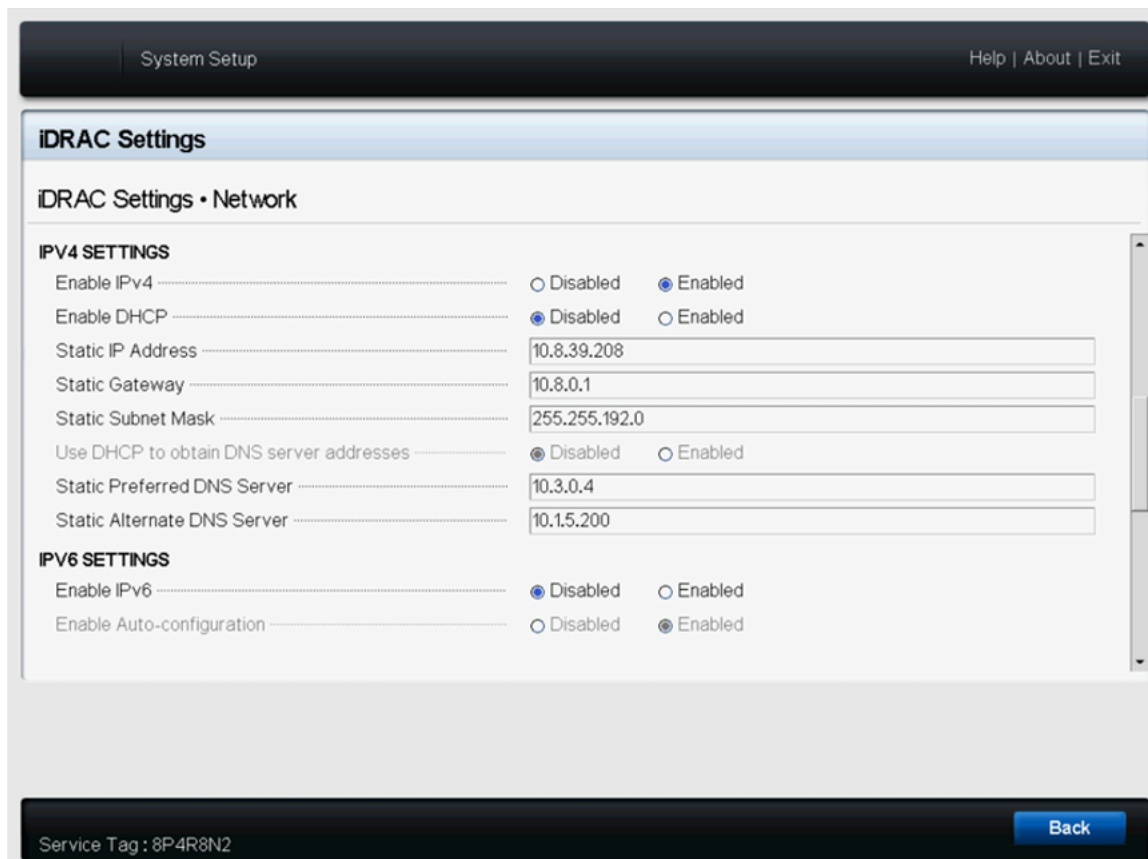 System Setup
Help | About | Exit
iDRAC Settings
iDRAC Settings • Network
IPV4 SETTINGS
Enable IPv4 Disabled Enabled
Enable DHCP Disabled Enabled
Static IP Address 10.8.39.208
Static Gateway 10.8.0.1
Static Subnet Mask 255.255.192.0
Use DHCP to obtain DNS server addresses Disabled Enabled
Static Preferred DNS Server 10.3.0.4
Static Alternate DNS Server 10.1.5.200
IPV6 SETTINGS
Enable IPv6 Disabled Enabled
Enable Auto-configuration Disabled Enabled
Back
Service Tag : 8P4R8N2